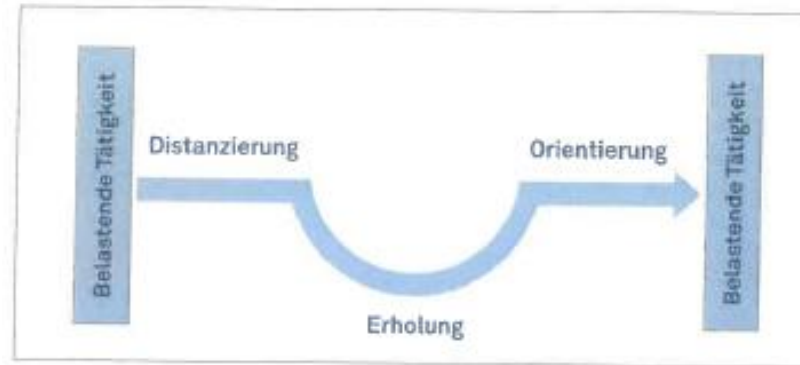 Belastende Tätigkeit
Distanzierung
Erholung
Orientierung
Belastende Tätigkeit